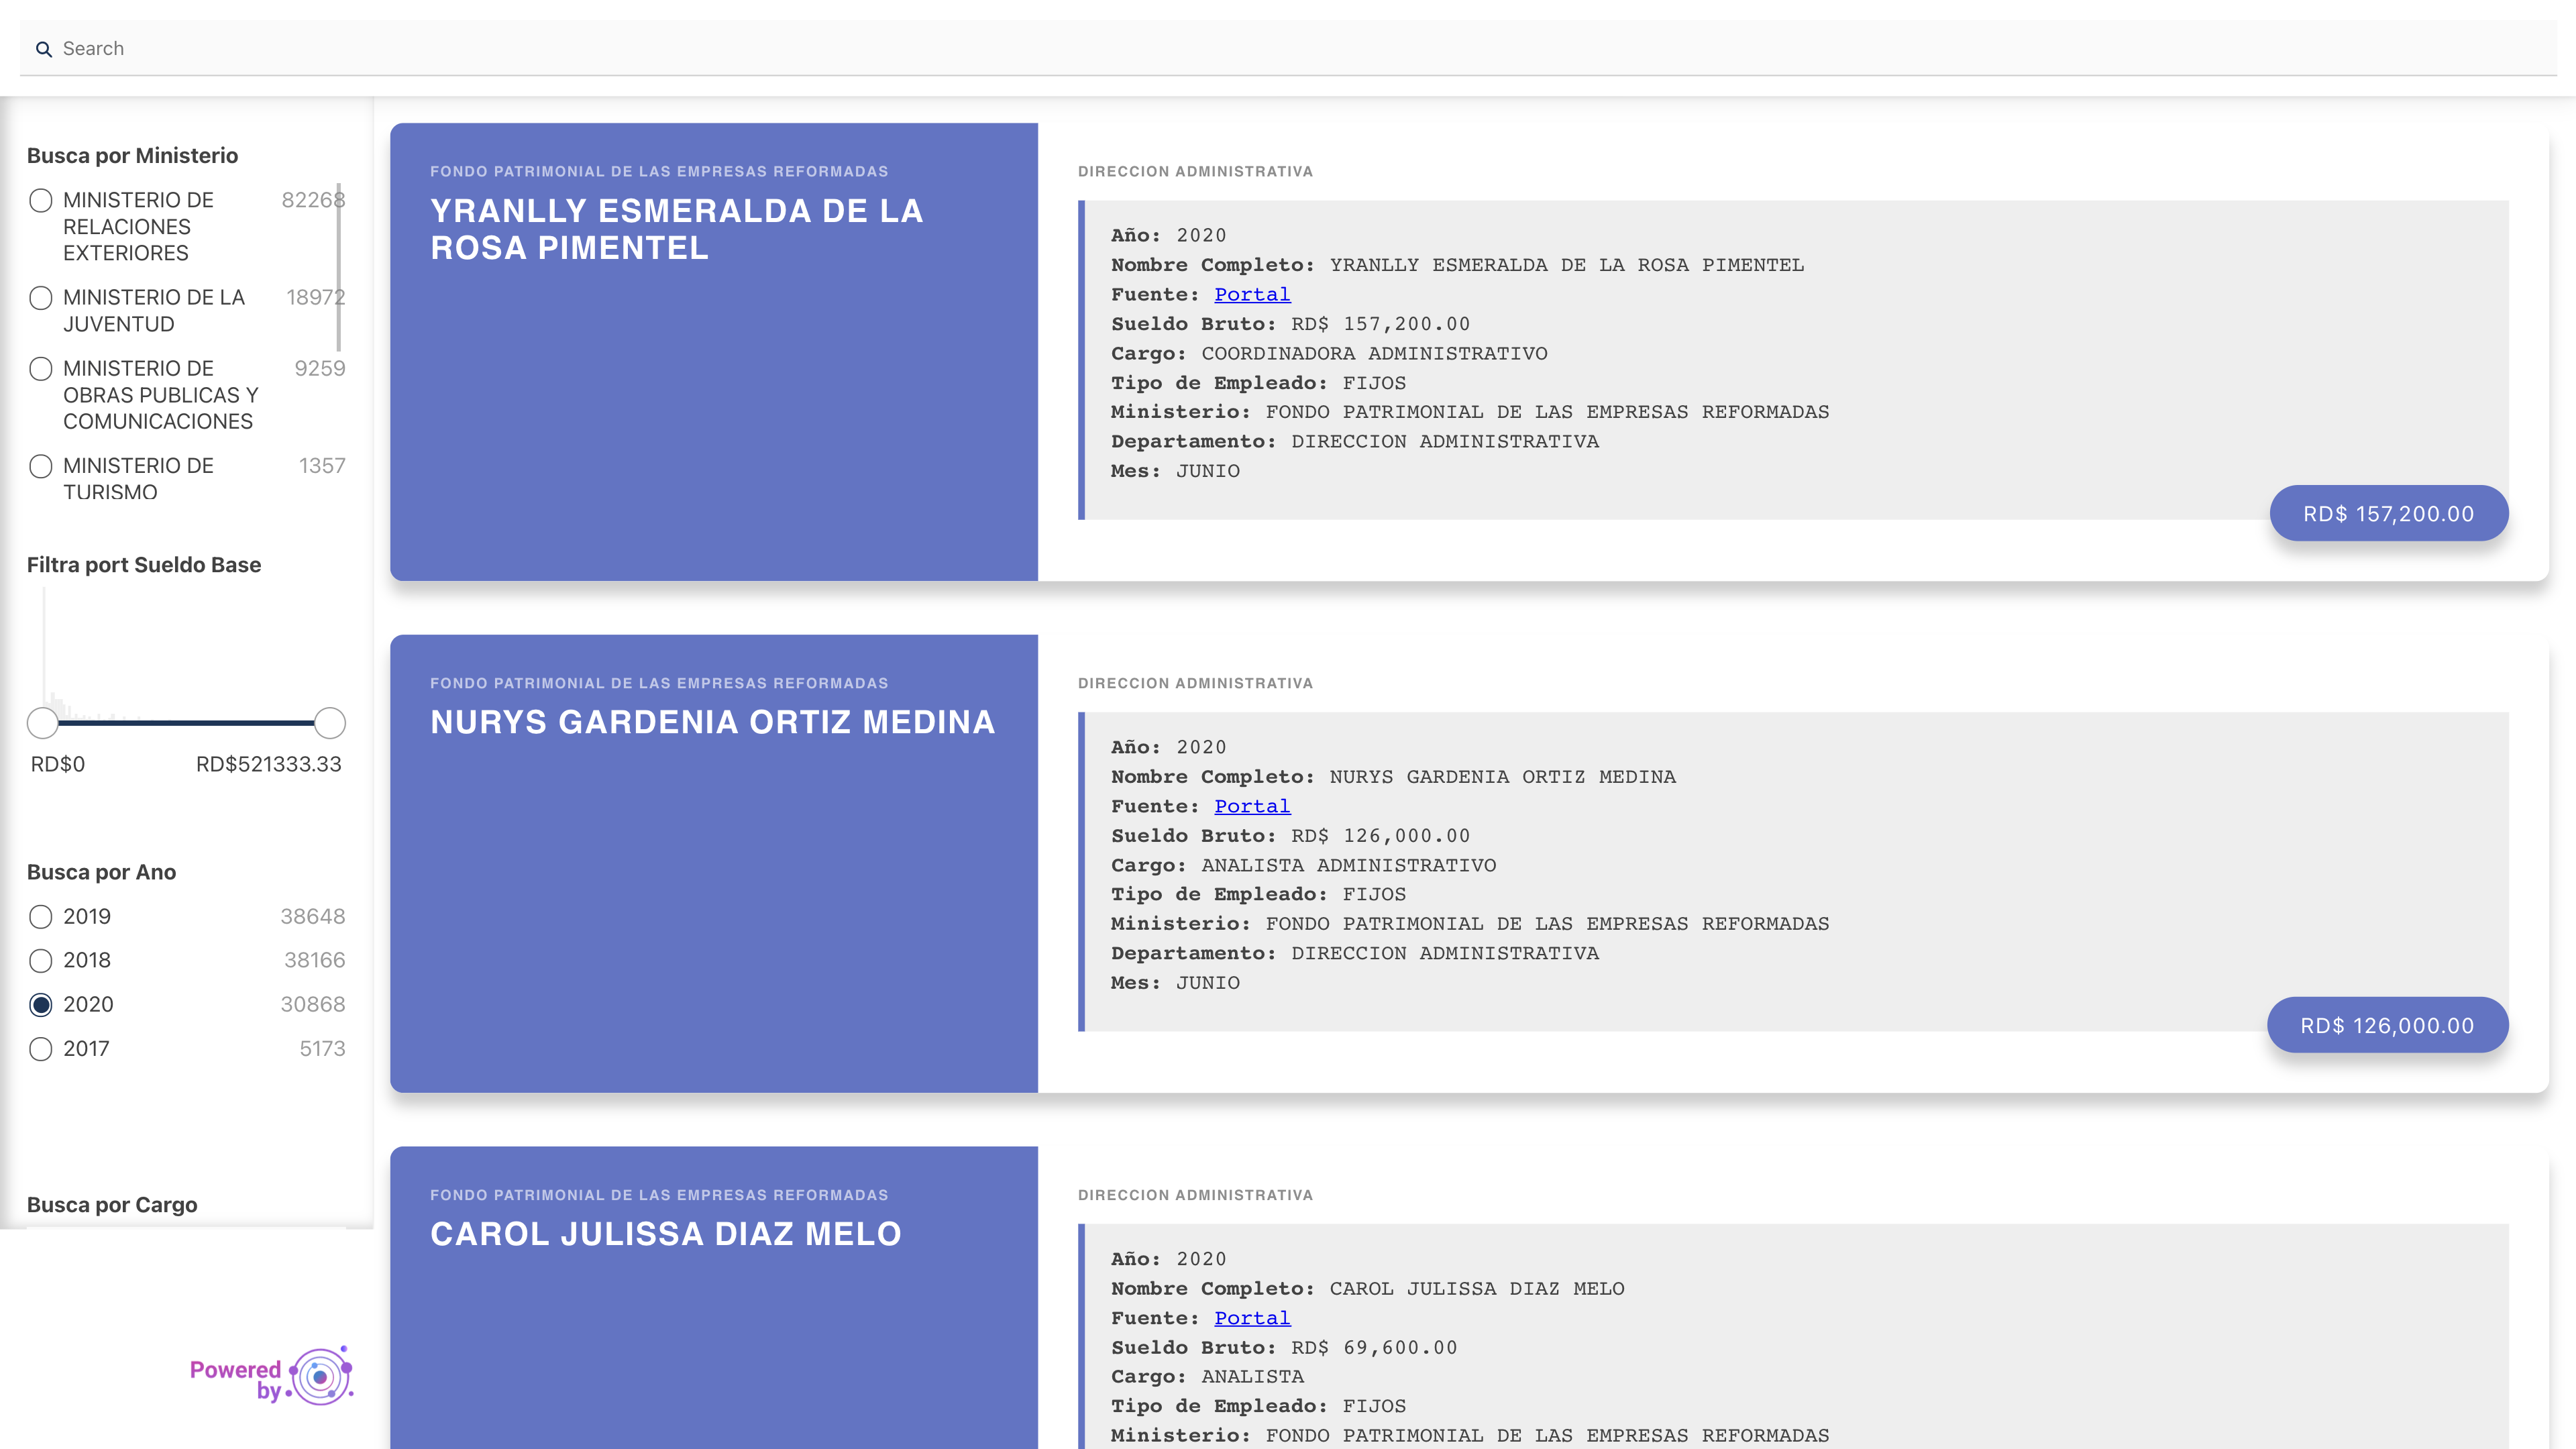 Search
Busca por Ministerio
MINISTERIO DE 82268
RELACIONES
EXTERIORES
MINISTERIO DE LA 18972
JUVENTUD
MINISTERIO DE 9259
OBRAS PUBLICAS Y
COMUNICACIONES
MINISTERIO DE 1357
TURISMO
Filtra port Sueldo Base
RD$0 RD$521333.33
Busca por Ano
2019 38648
2018 38166
2020 30868
2017 5173
Busca por Cargo
Powered
by
FONDO PATRIMONIAL DE LAS EMPRESAS REFORMADAS
YRANLLY ESMERALDA DE LA
ROSA PIMENTEL
DIRECCION ADMINISTRATIVA
Año: 2020
Nombre Completo: YRANLLY ESMERALDA DE LA ROSA PIMENTEL
Fuente: Portal
Sueldo Bruto: RD$ 157,200.00
Cargo: COORDINADORA ADMINISTRATIVO
Tipo de Empleado: FIJOS
Ministerio: FONDO PATRIMONIAL DE LAS EMPRESAS REFORMADAS
Departamento: DIRECCION ADMINISTRATIVA
Mes: JUNIO
RD$ 157,200.00
FONDO PATRIMONIAL DE LAS EMPRESAS REFORMADAS
NURYS GARDENIA ORTIZ MEDINA
DIRECCION ADMINISTRATIVA
Año: 2020
Nombre Completo: NURYS GARDENIA ORTIZ MEDINA
Fuente: Portal
Sueldo Bruto: RD$ 126,000.00
Cargo: ANALISTA ADMINISTRATIVO
Tipo de Empleado: FIJOS
Ministerio: FONDO PATRIMONIAL DE LAS EMPRESAS REFORMADAS
Departamento: DIRECCION ADMINISTRATIVA
Mes: JUNIO
RD$ 126,000.00
FONDO PATRIMONIAL DE LAS EMPRESAS REFORMADAS
CAROL JULISSA DIAZ MELO
DIRECCION ADMINISTRATIVA
Año: 2020
Nombre Completo: CAROL JULISSA DIAZ MELO
Fuente: Portal
Sueldo Bruto: RD$ 69,600.00
Cargo: ANALISTA
Tipo de Empleado: FIJOS
Ministerio: FONDO PATRIMONIAL DE LAS EMPRESAS REFORMADAS